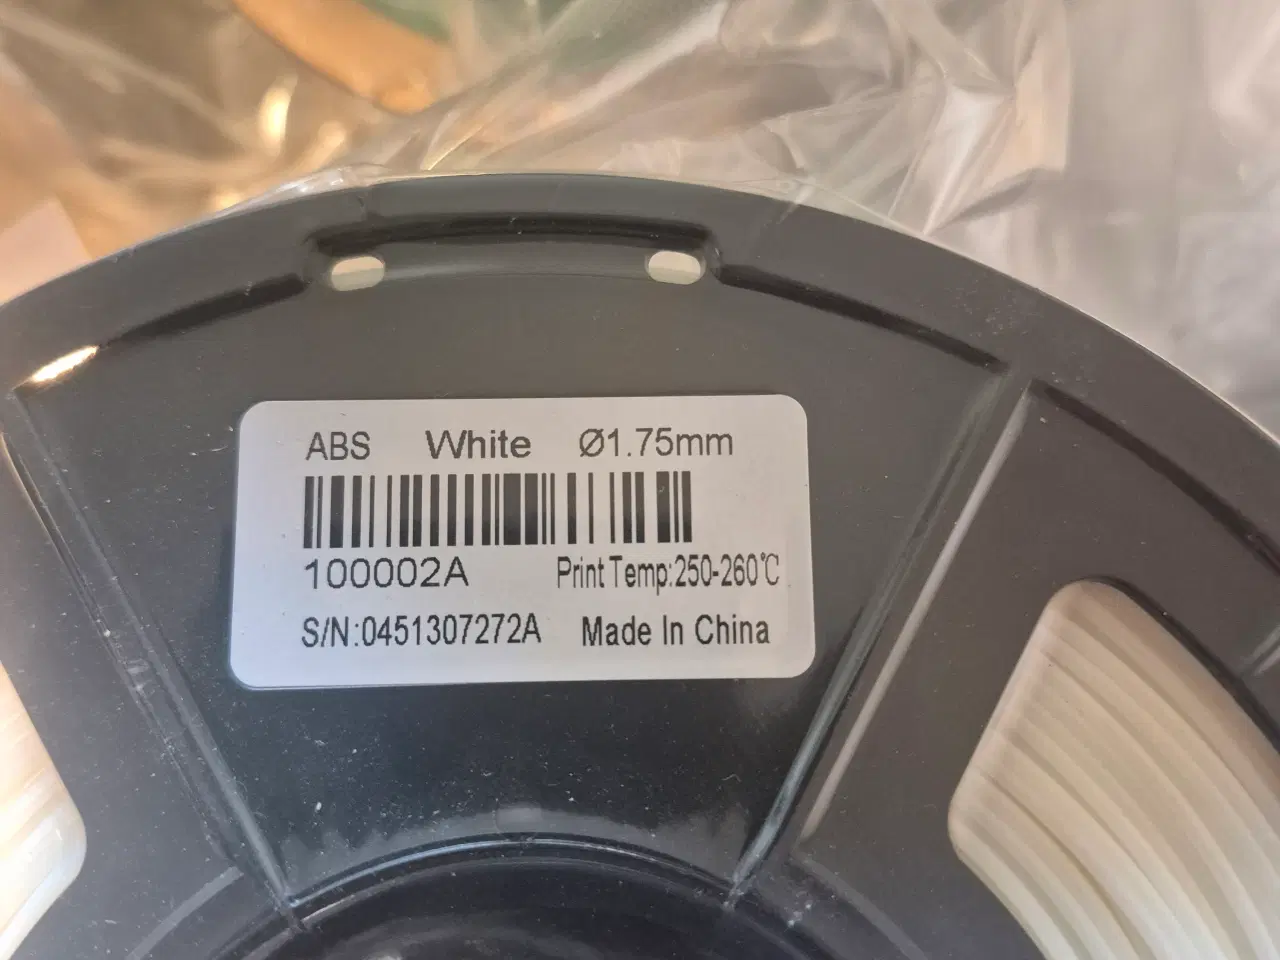 ABS White Ø1.75mm
100002A Print Temp:250-260℃
S/N:0451307272A Made In China